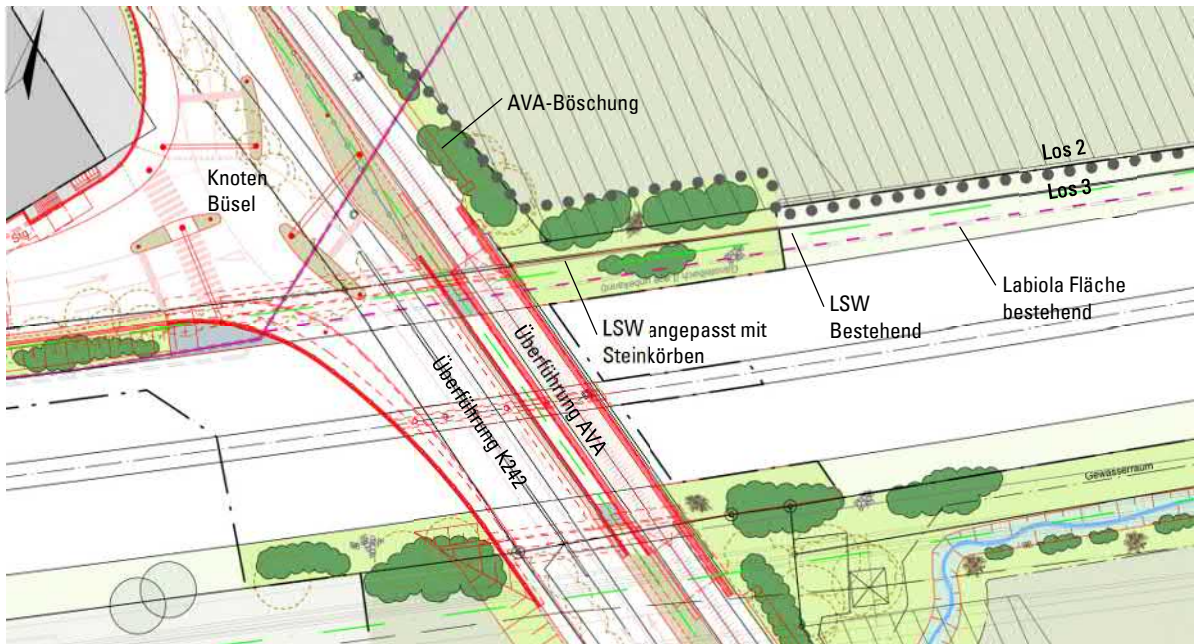 AVA-Böschung
Los 2
Los 3
Knoten
Büsel
LSW
Bestehend
Labiola Fläche
bestehend
LSW angepasst mit
Steinkörben
Überführung AVA
Überführung K242
Gewässerraum